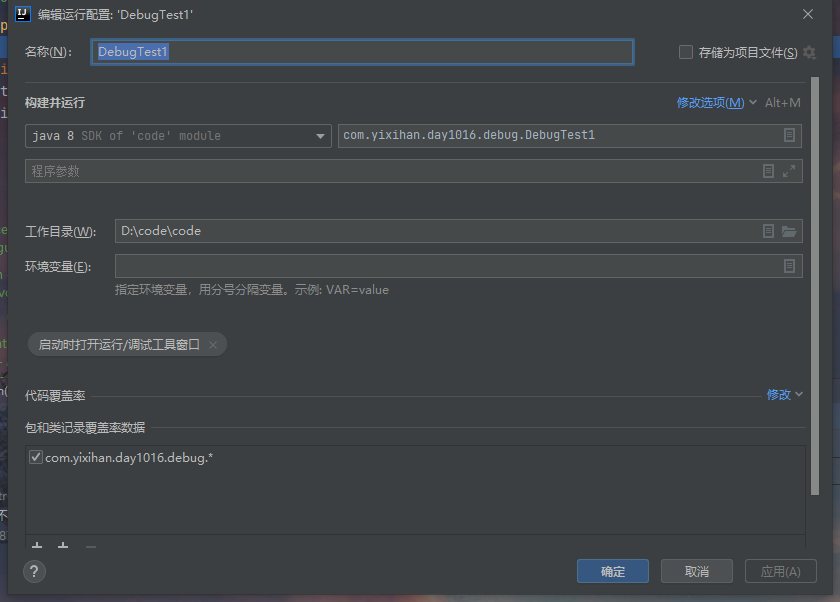 编辑运行配置: 'DebugTest1'
名称(N):
DebugTest1
存储为项目文件(S)
构建并运行
修改选项(M) Alt+M
java 8 SDK of 'code' module
com.yixihan.day1016.debug.DebugTest1
程序参数
工作目录(W):
D:\code\code
环境变量(E):
指定环境变量，用分号分隔变量。示例: VAR=value
启动时打开运行/调试工具窗口
代码覆盖率
修改
包和类记录覆盖率数据
com.yixihan.day1016.debug.*
?
确定
取消
应用(A)